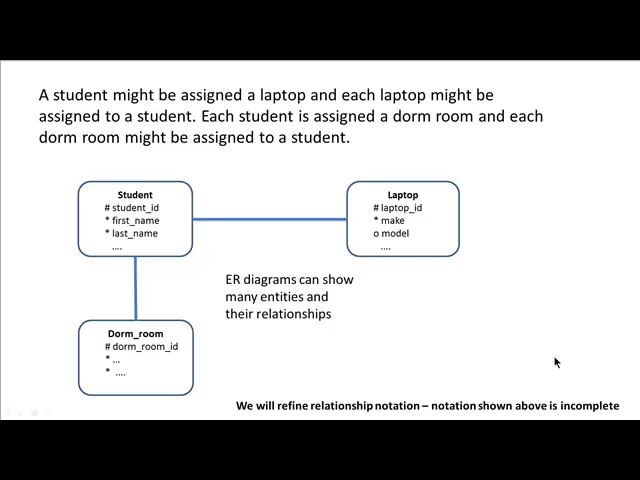 A student might be assigned a laptop and each laptop might be
assigned to a student. Each student is assigned a dorm room and each
dorm room might be assigned to a student.
Student
# student_id
* first_name
* last_name
....
Laptop
# laptop_id
* make
o model
....
ER diagrams can show
many entities and
their relationships
Dorm_room
# dorm_room_id
* ...
* ....
We will refine relationship notation – notation shown above is incomplete